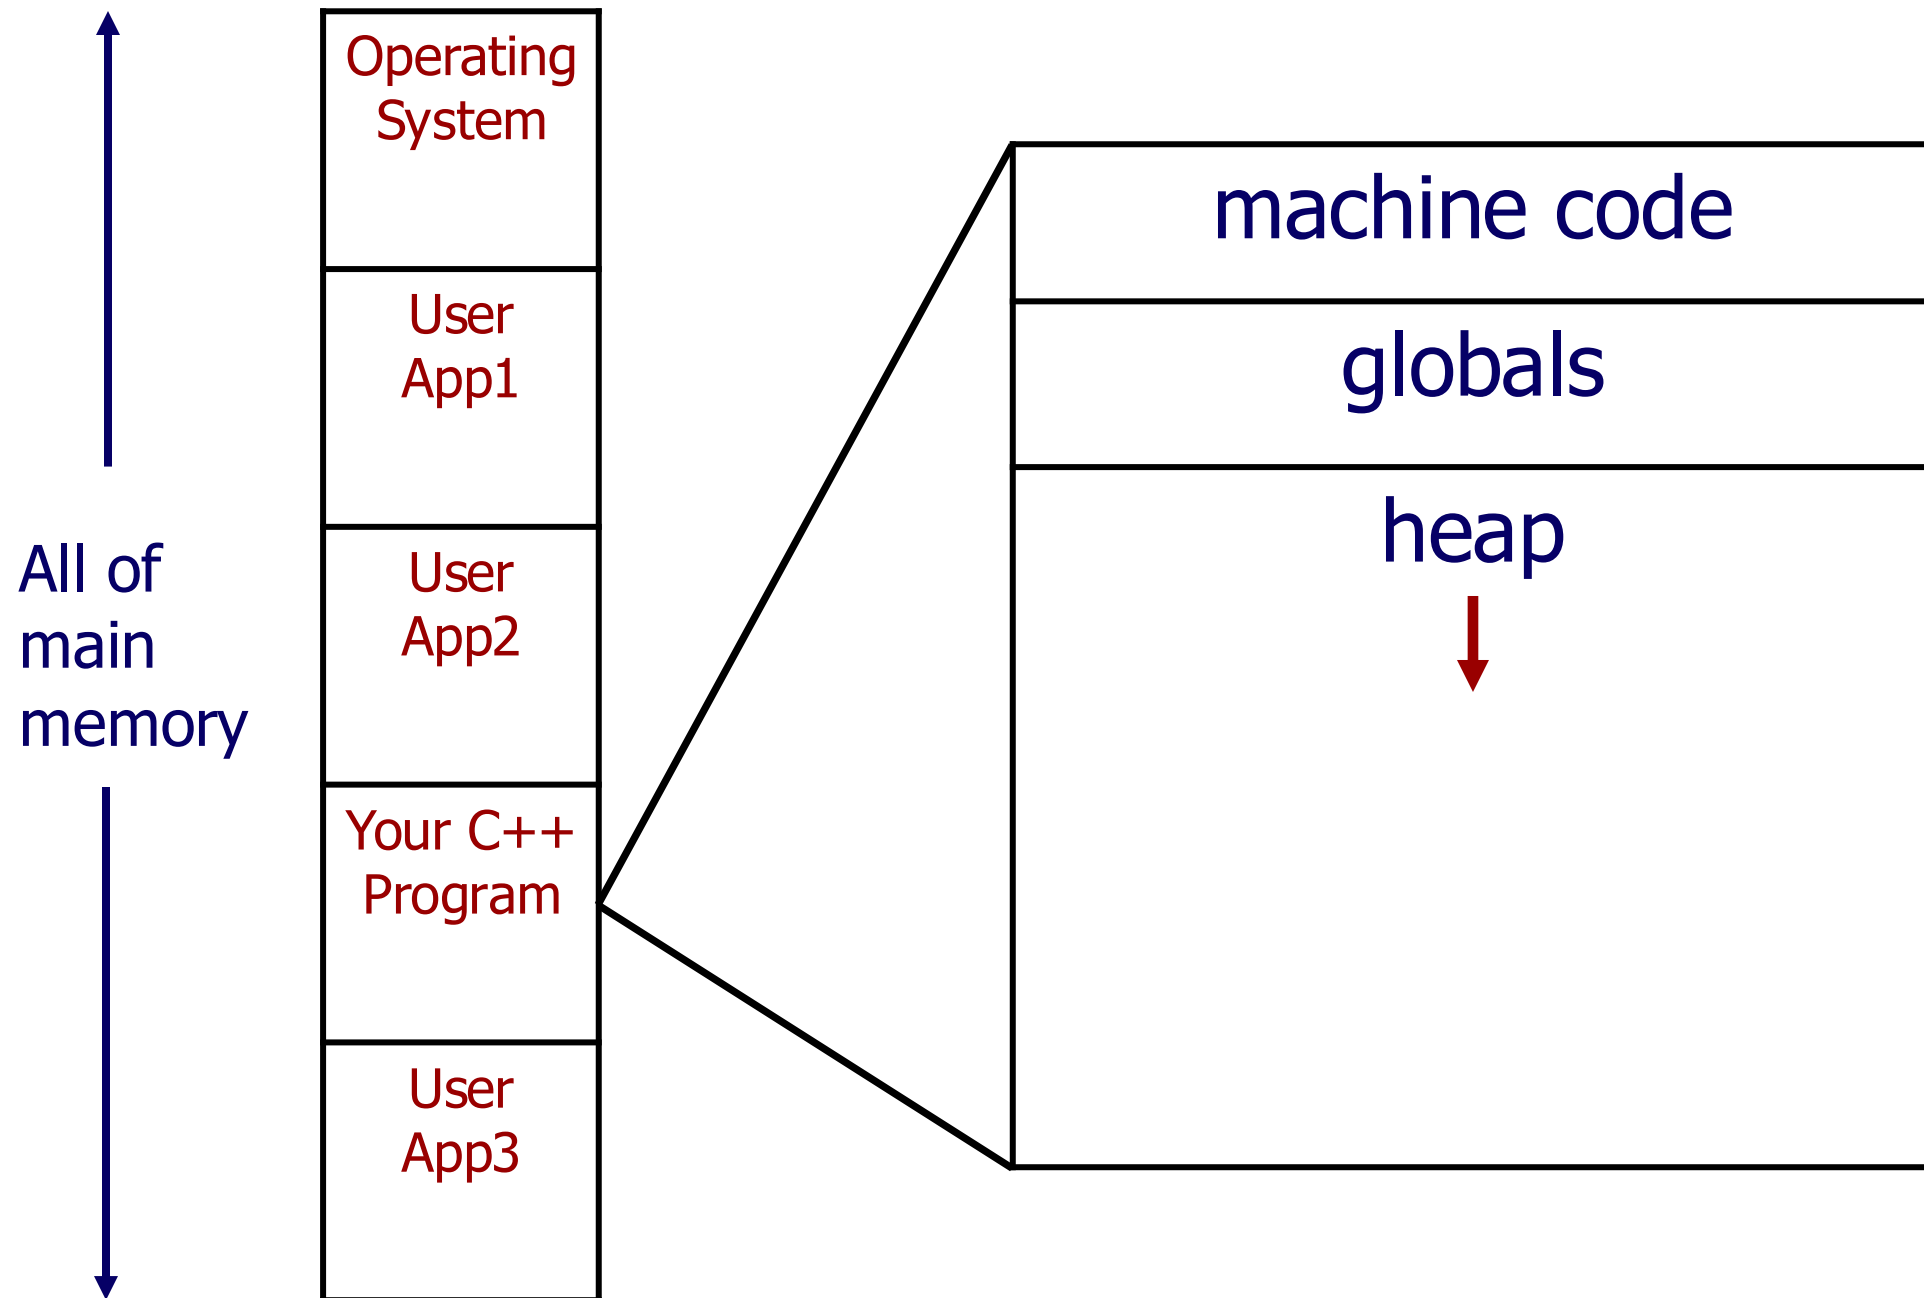 All of
main
memory
Operating
System
User
App1
User
App2
Your C++
Program
User
App3
machine code
globals
heap